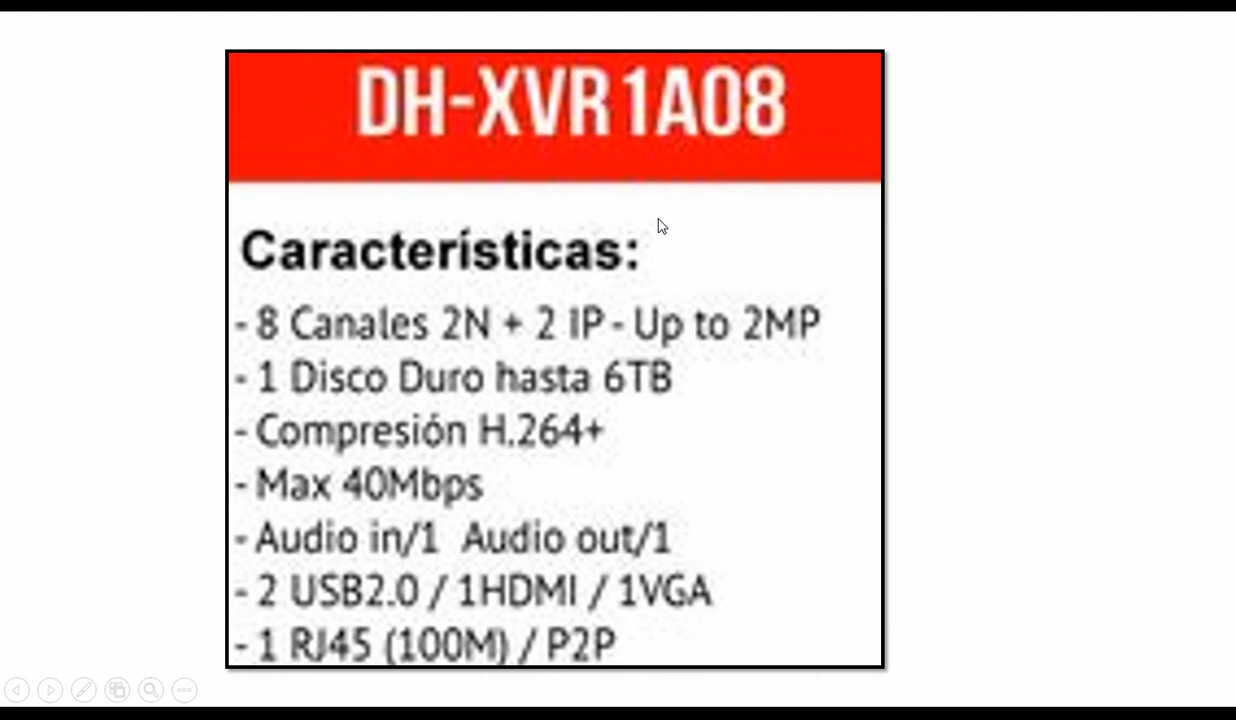 DH-XVR1A08
Características:
- 8 Canales 2N + 2 IP - Up to 2MP
- 1 Disco Duro hasta 6TB
- Compresión H.264+
- Max 40Mbps
- Audio in/1 Audio out/1
- 2 USB2.0 / 1HDMI / 1VGA
- 1 RJ45 (100M) / P2P